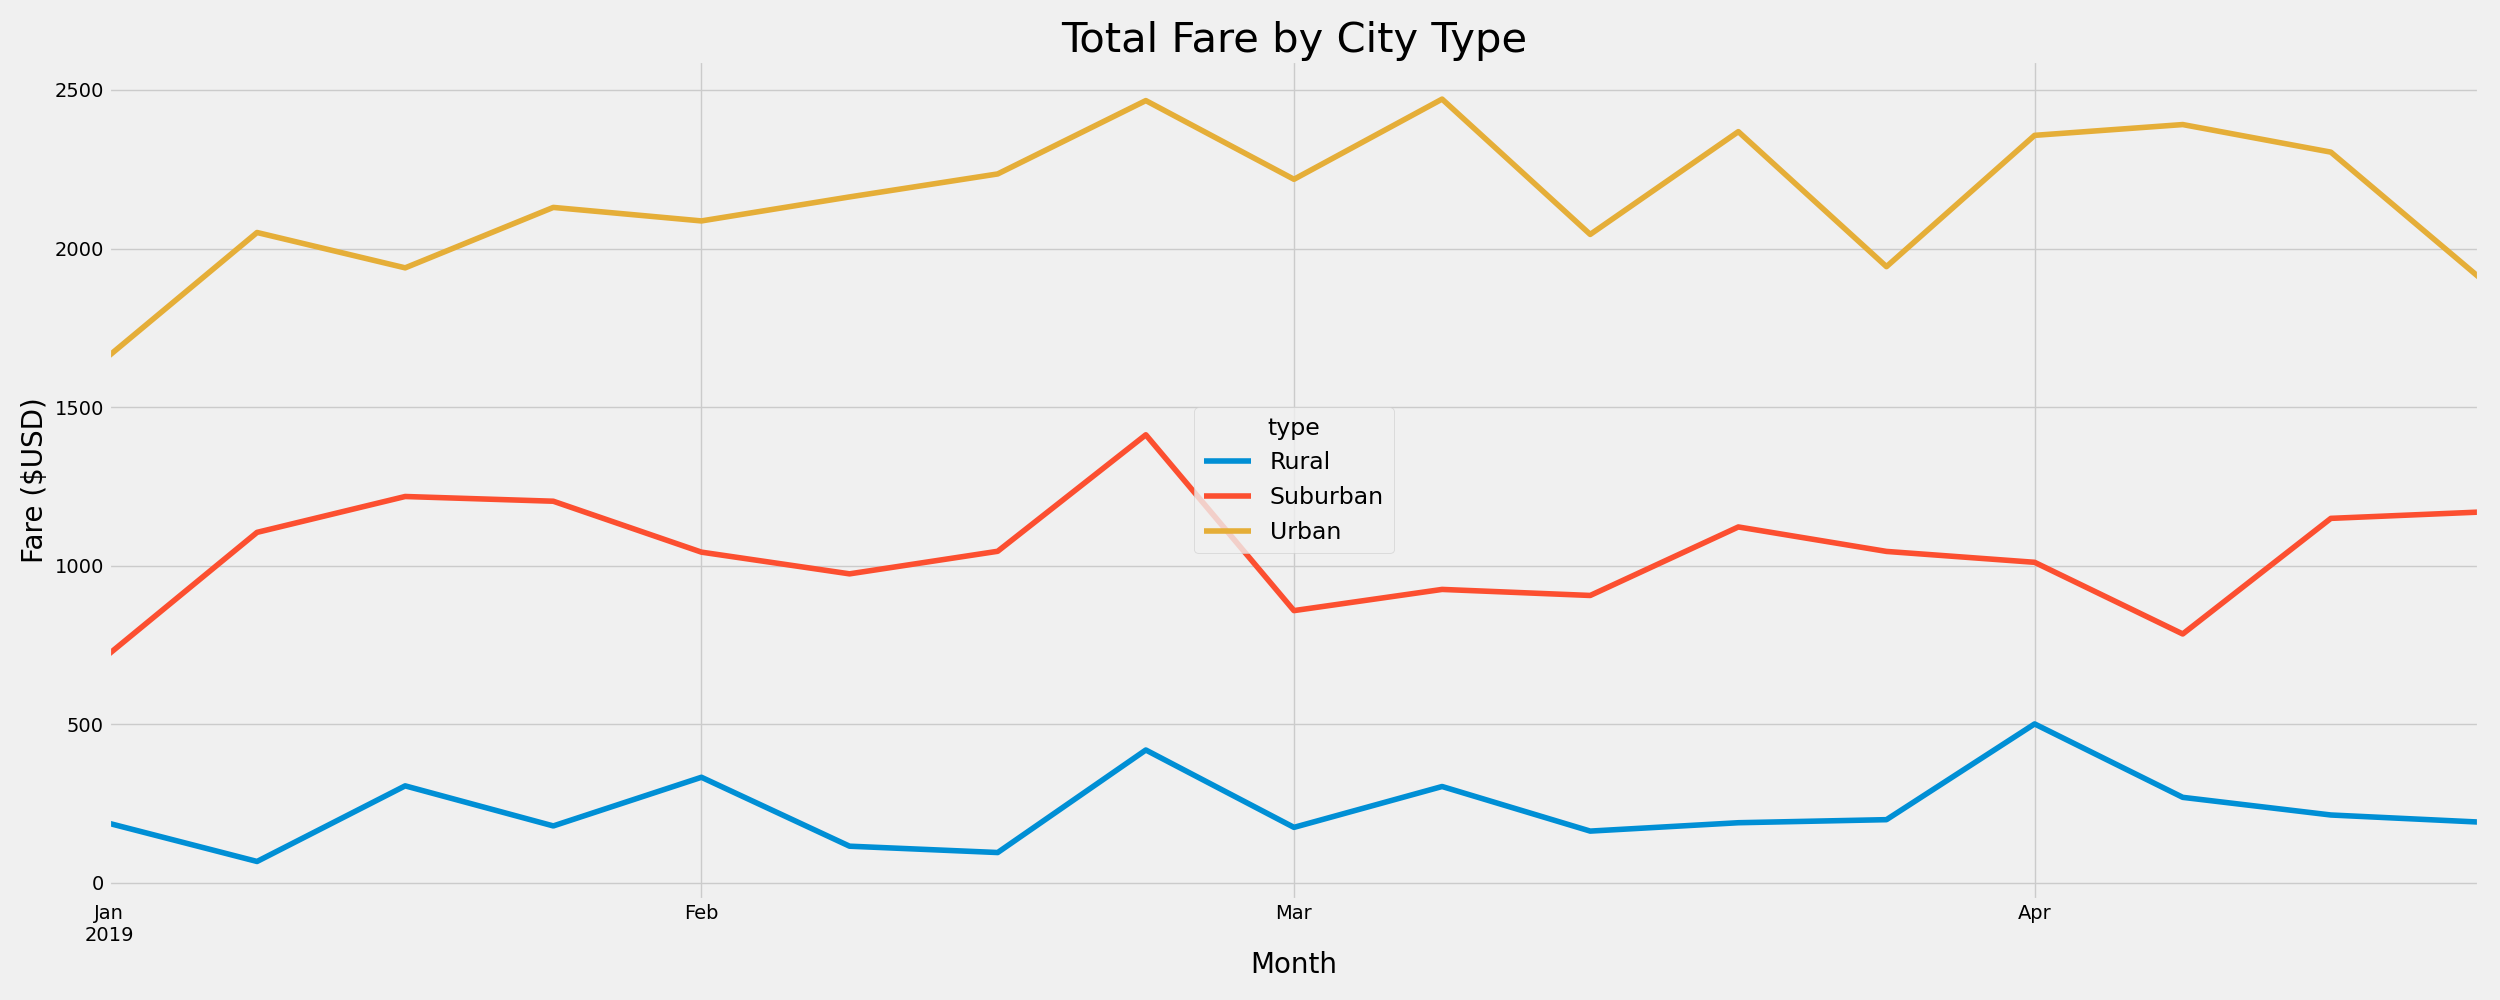 Total Fare by City Type
Fare ($USD)
2500
2000
1500
1000
500
0
type
Rural
Suburban
Urban
Jan
2019
Feb
Mar
Apr
Month